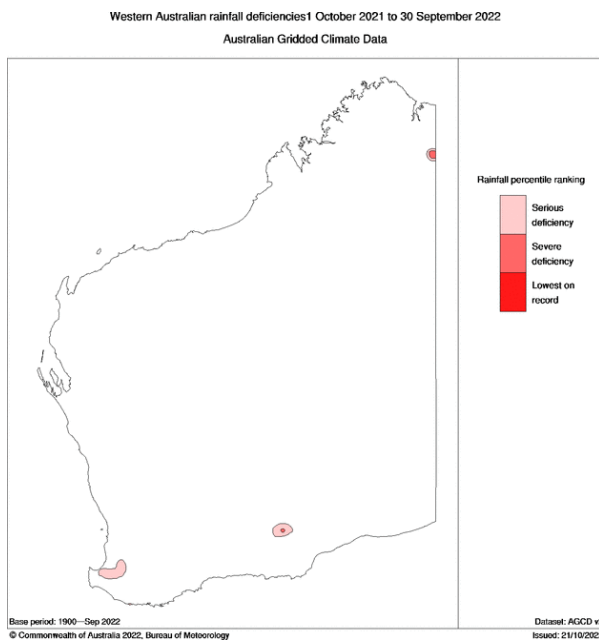 Western Australian rainfall deficiencies1 October 2021 to 30 September 2022
Australian Gridded Climate Data
Rainfall percentile ranking
Serious
deficiency
Severe
deficiency
Lowest on
record
Base period: 1900—Sep 2022
Dataset: AGCD v
© Commonwealth of Australia 2022, Bureau of Meteorology
Issued: 21/10/202